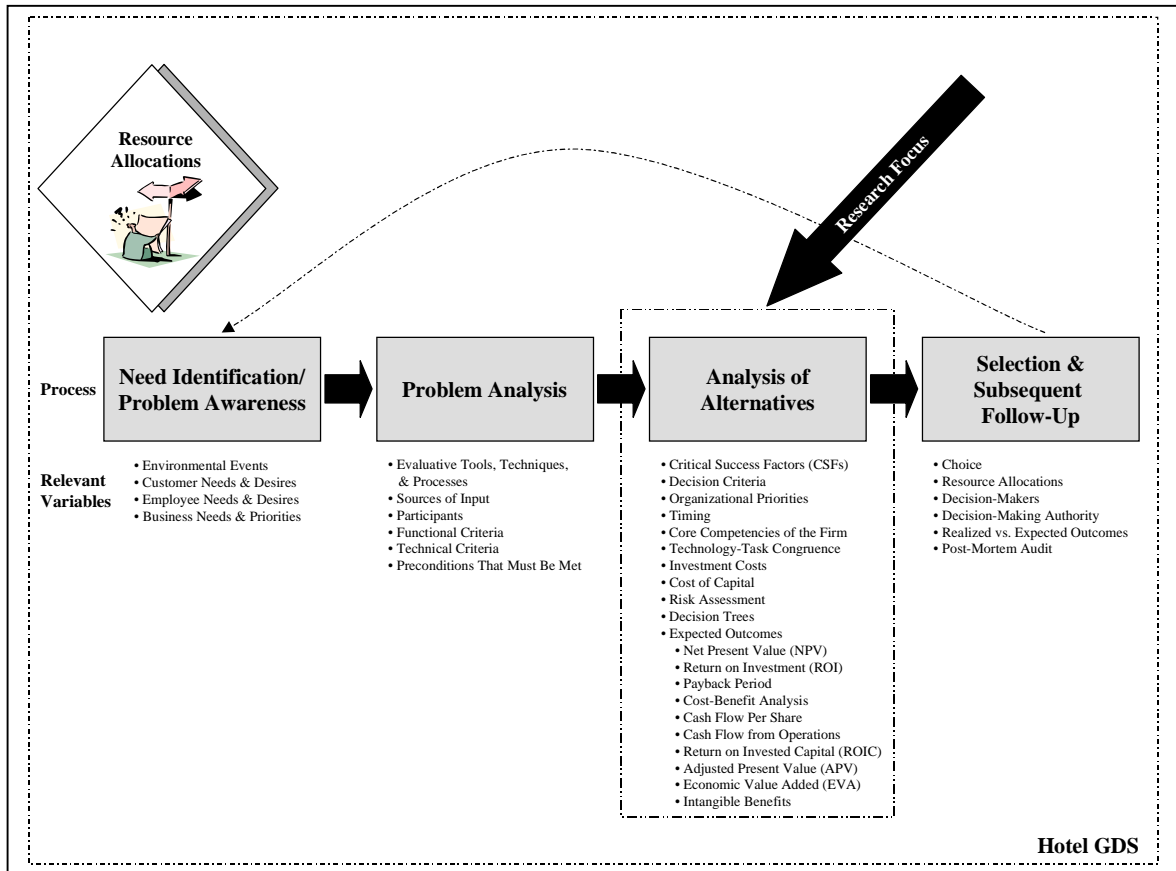 Resource
Allocations
Research Focus
Process
Need Identification/
Problem Awareness
Problem Analysis
Analysis of
Alternatives
Selection &
Subsequent
Follow-Up
Relevant
Variables
• Environmental Events
• Customer Needs & Desires
• Employee Needs & Desires
• Business Needs & Priorities
• Evaluative Tools, Techniques,
& Processes
• Sources of Input
• Participants
• Functional Criteria
• Technical Criteria
• Preconditions That Must Be Met
• Critical Success Factors (CSFs)
• Decision Criteria
• Organizational Priorities
• Timing
• Core Competencies of the Firm
• Technology-Task Congruence
• Investment Costs
• Cost of Capital
• Risk Assessment
• Decision Trees
• Expected Outcomes
• Net Present Value (NPV)
• Return on Investment (ROI)
• Payback Period
• Cost-Benefit Analysis
• Cash Flow Per Share
• Cash Flow from Operations
• Return on Invested Capital (ROIC)
• Adjusted Present Value (APV)
• Economic Value Added (EVA)
• Intangible Benefits
• Choice
• Resource Allocations
• Decision-Makers
• Decision-Making Authority
• Realized vs. Expected Outcomes
• Post-Mortem Audit
Hotel GDS